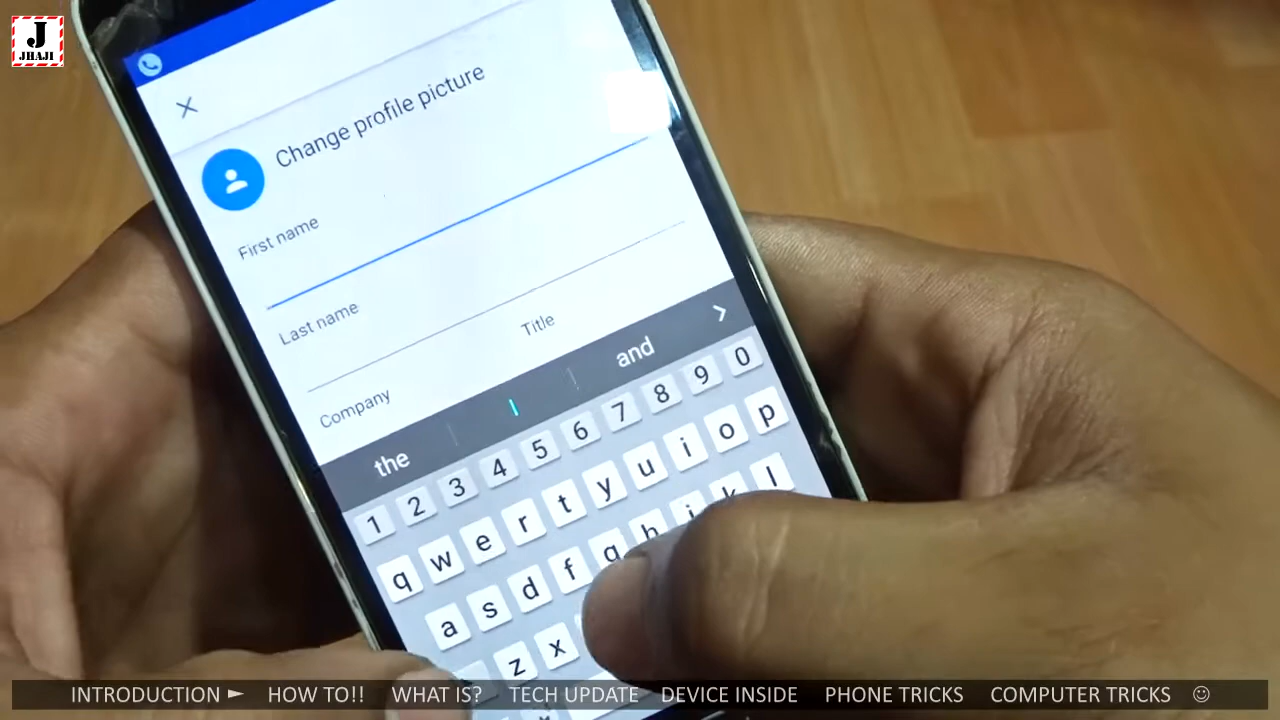 J
JHAJI
Change profile picture
First name
Last name
Title
Company
the
and
1 2 3 4 5 6 7 8 9 0
q w e r t y u i o p
a s d f g h j k l
z x
INTRODUCTION ► HOW TO!! WHAT IS? TECH UPDATE DEVICE INSIDE PHONE TRICKS COMPUTER TRICKS ☺